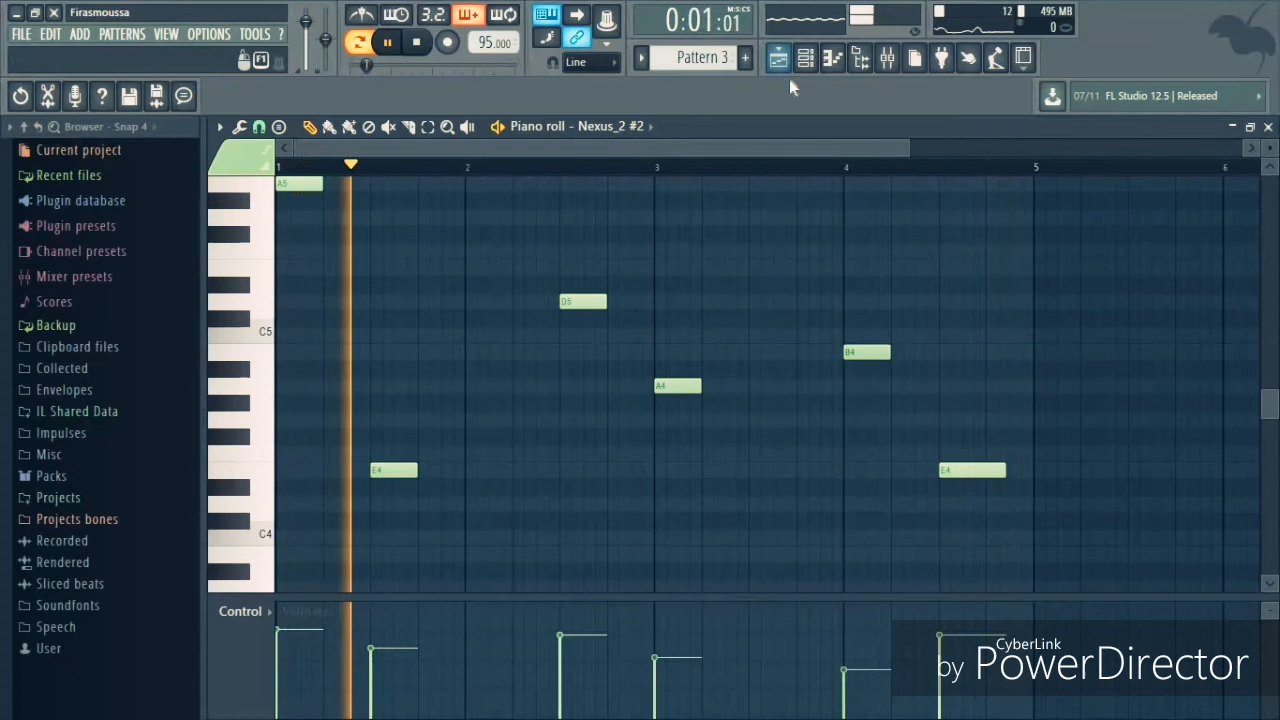 Firasmoussa
FILE EDIT ADD PATTERNS VIEW OPTIONS TOOLS ?
F1
3.2.
95.000
Line
0:01:01
M:S:CS
Pattern 3
12
495 MB
0
07/11 FL Studio 12.5 | Released
Browser - Snap 4
Piano roll - Nexus_2 #2
Current project
Recent files
Plugin database
Plugin presets
Channel presets
Mixer presets
Scores
Backup
Clipboard files
Collected
Envelopes
IL Shared Data
Impulses
Misc
Packs
Projects
Projects bones
Recorded
Rendered
Sliced beats
Soundfonts
Speech
User
1 2 3 4 5 6
A5
D5
C5
B4
A4
E4
E4
C4
Control
CyberLink
by PowerDirector